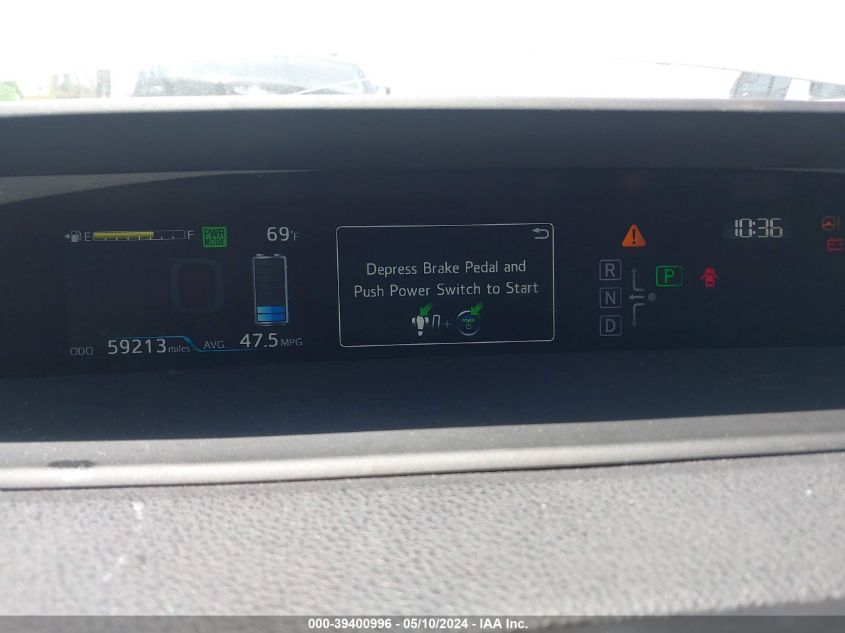 E F PWR MODE 69°F
10:36
Depress Brake Pedal and
Push Power Switch to Start
POWER
R
N
D
P
ODO 59213 miles AVG. 47.5 MPG
000-39400996 - 05/10/2024 - IAA Inc.